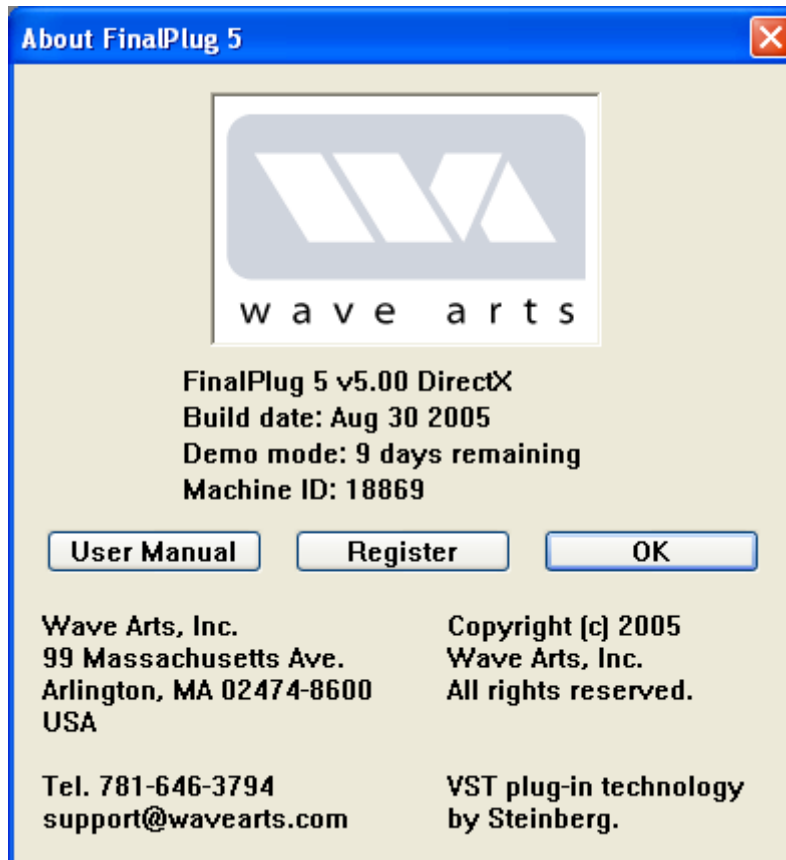 About FinalPlug 5
wave arts
FinalPlug 5 v5.00 DirectX
Build date: Aug 30 2005
Demo mode: 9 days remaining
Machine ID: 18869
User Manual
Register
OK
Wave Arts, Inc.
99 Massachusetts Ave.
Arlington, MA 02474-8600
USA
Tel. 781-646-3794
support@wavearts.com
Copyright (c) 2005
Wave Arts, Inc.
All rights reserved.
VST plug-in technology
by Steinberg.